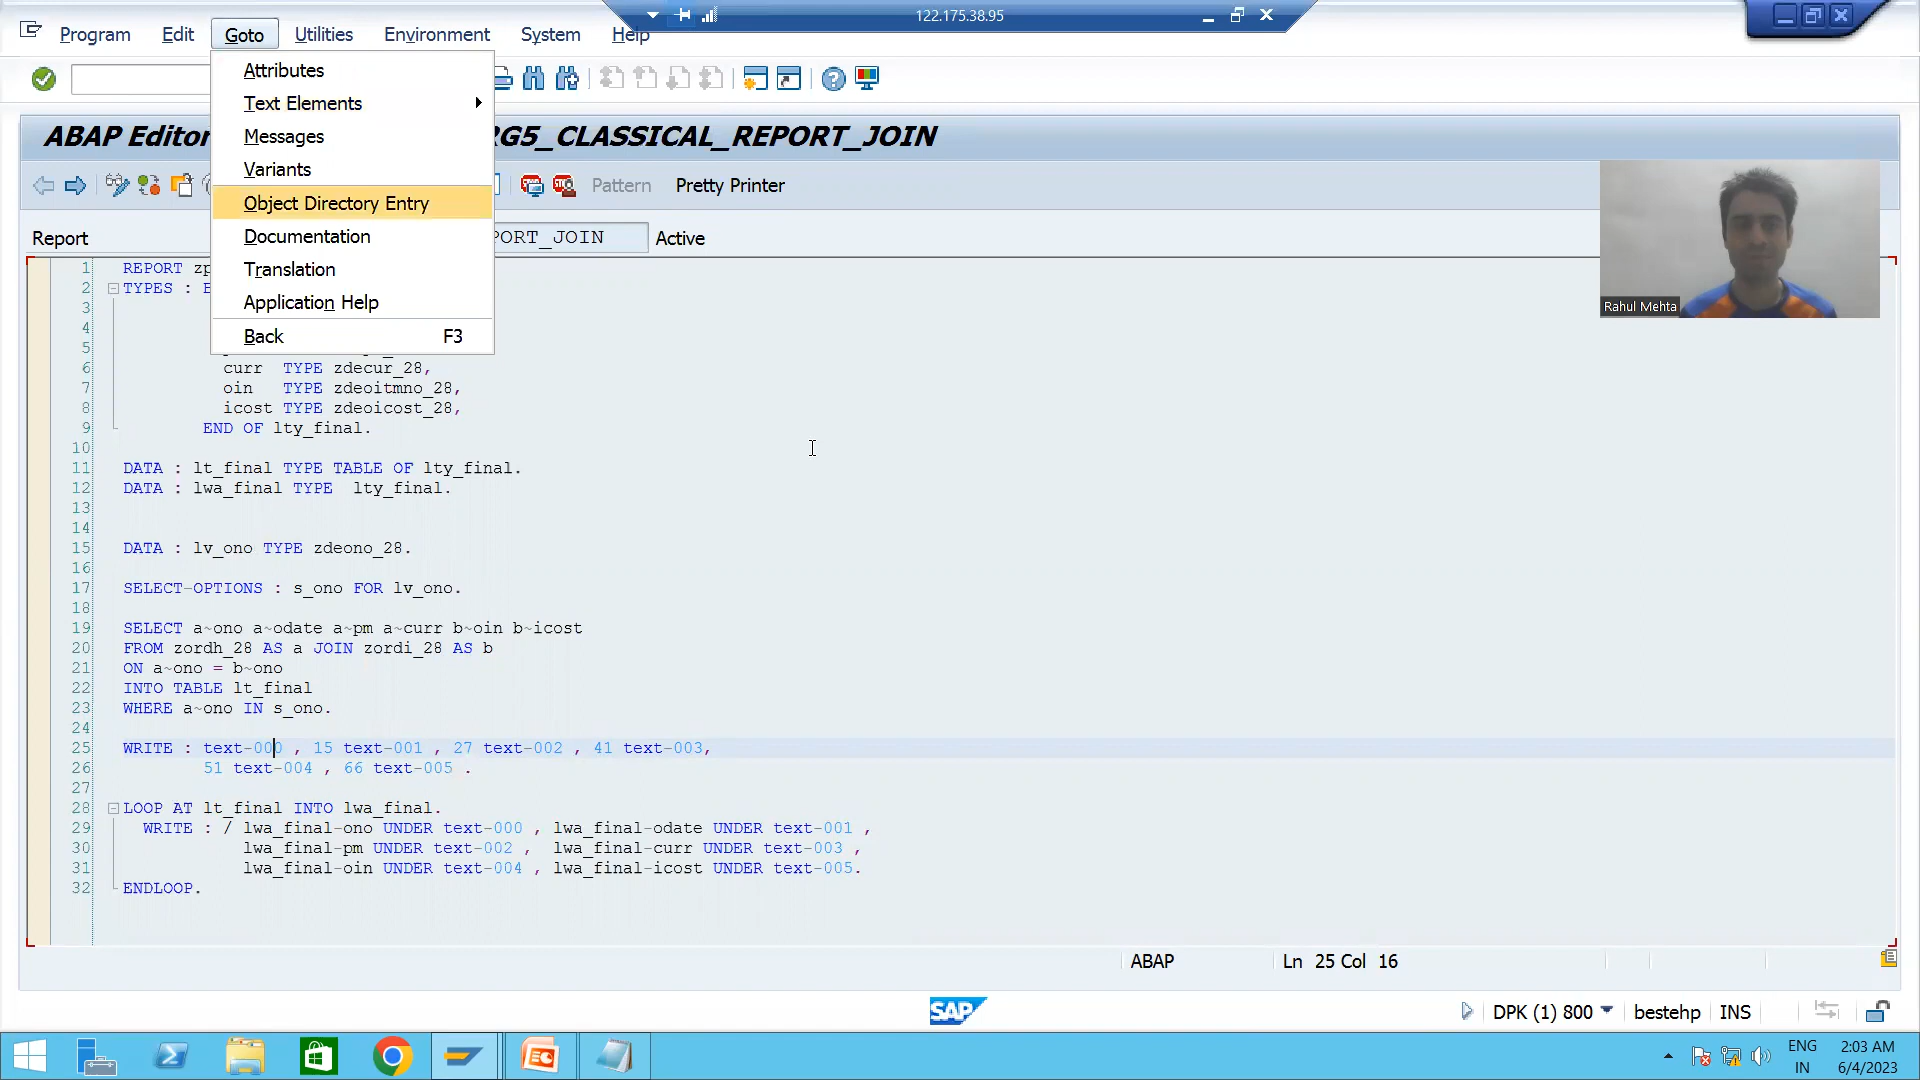 122.175.38.95
Program Edit Goto Utilities Environment System Help
Attributes
Text Elements
Messages
Variants
Object Directory Entry
Documentation
Translation
Application Help
Back F3
ABAP Editor RG5_CLASSICAL_REPORT_JOIN
Pattern Pretty Printer
Report PORT_JOIN Active
Rahul Mehta
1 REPORT zp
2 TYPES : B
3
4
5
6 curr TYPE zdecur_28,
7 oin TYPE zdeoitmno_28,
8 icost TYPE zdeoicost_28,
9 END OF lty_final.
10
11 DATA : lt_final TYPE TABLE OF lty_final.
12 DATA : lwa_final TYPE lty_final.
13
14
15 DATA : lv_ono TYPE zdeono_28.
16
17 SELECT-OPTIONS : s_ono FOR lv_ono.
18
19 SELECT a~ono a~odate a~pm a~curr b~oin b~icost
20 FROM zordh_28 AS a JOIN zordi_28 AS b
21 ON a~ono = b~ono
22 INTO TABLE lt_final
23 WHERE a~ono IN s_ono.
24
25 WRITE : text-000 , 15 text-001 , 27 text-002 , 41 text-003,
26 51 text-004 , 66 text-005 .
27
28 LOOP AT lt_final INTO lwa_final.
29 WRITE : / lwa_final-ono UNDER text-000 , lwa_final-odate UNDER text-001 ,
30 lwa_final-pm UNDER text-002 , lwa_final-curr UNDER text-003 ,
31 lwa_final-oin UNDER text-004 , lwa_final-icost UNDER text-005.
32 ENDLOOP.
ABAP Ln 25 Col 16
SAP DPK (1) 800 bestehp INS
ENG 2:03 AM
IN 6/4/2023